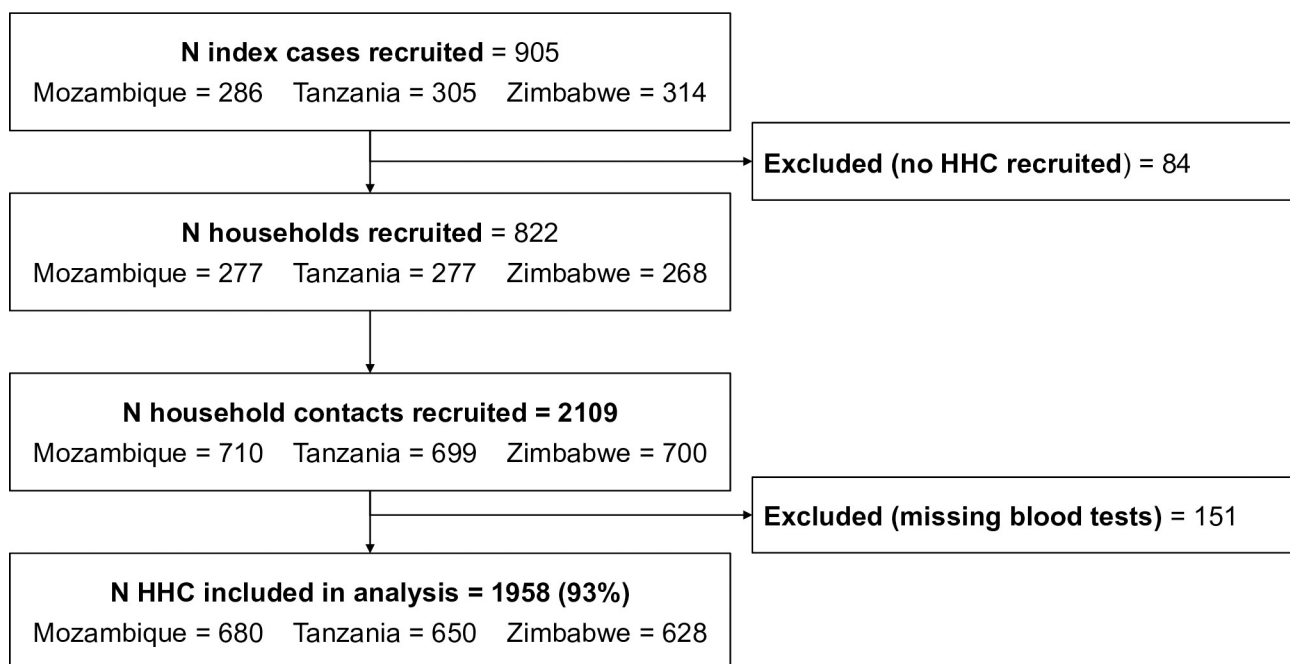 N index cases recruited = 905
Mozambique = 286 Tanzania = 305 Zimbabwe = 314
Excluded (no HHC recruited) = 84
N households recruited = 822
Mozambique = 277 Tanzania = 277 Zimbabwe = 268
N household contacts recruited = 2109
Mozambique = 710 Tanzania = 699 Zimbabwe = 700
Excluded (missing blood tests) = 151
N HHC included in analysis = 1958 (93%)
Mozambique = 680 Tanzania = 650 Zimbabwe = 628